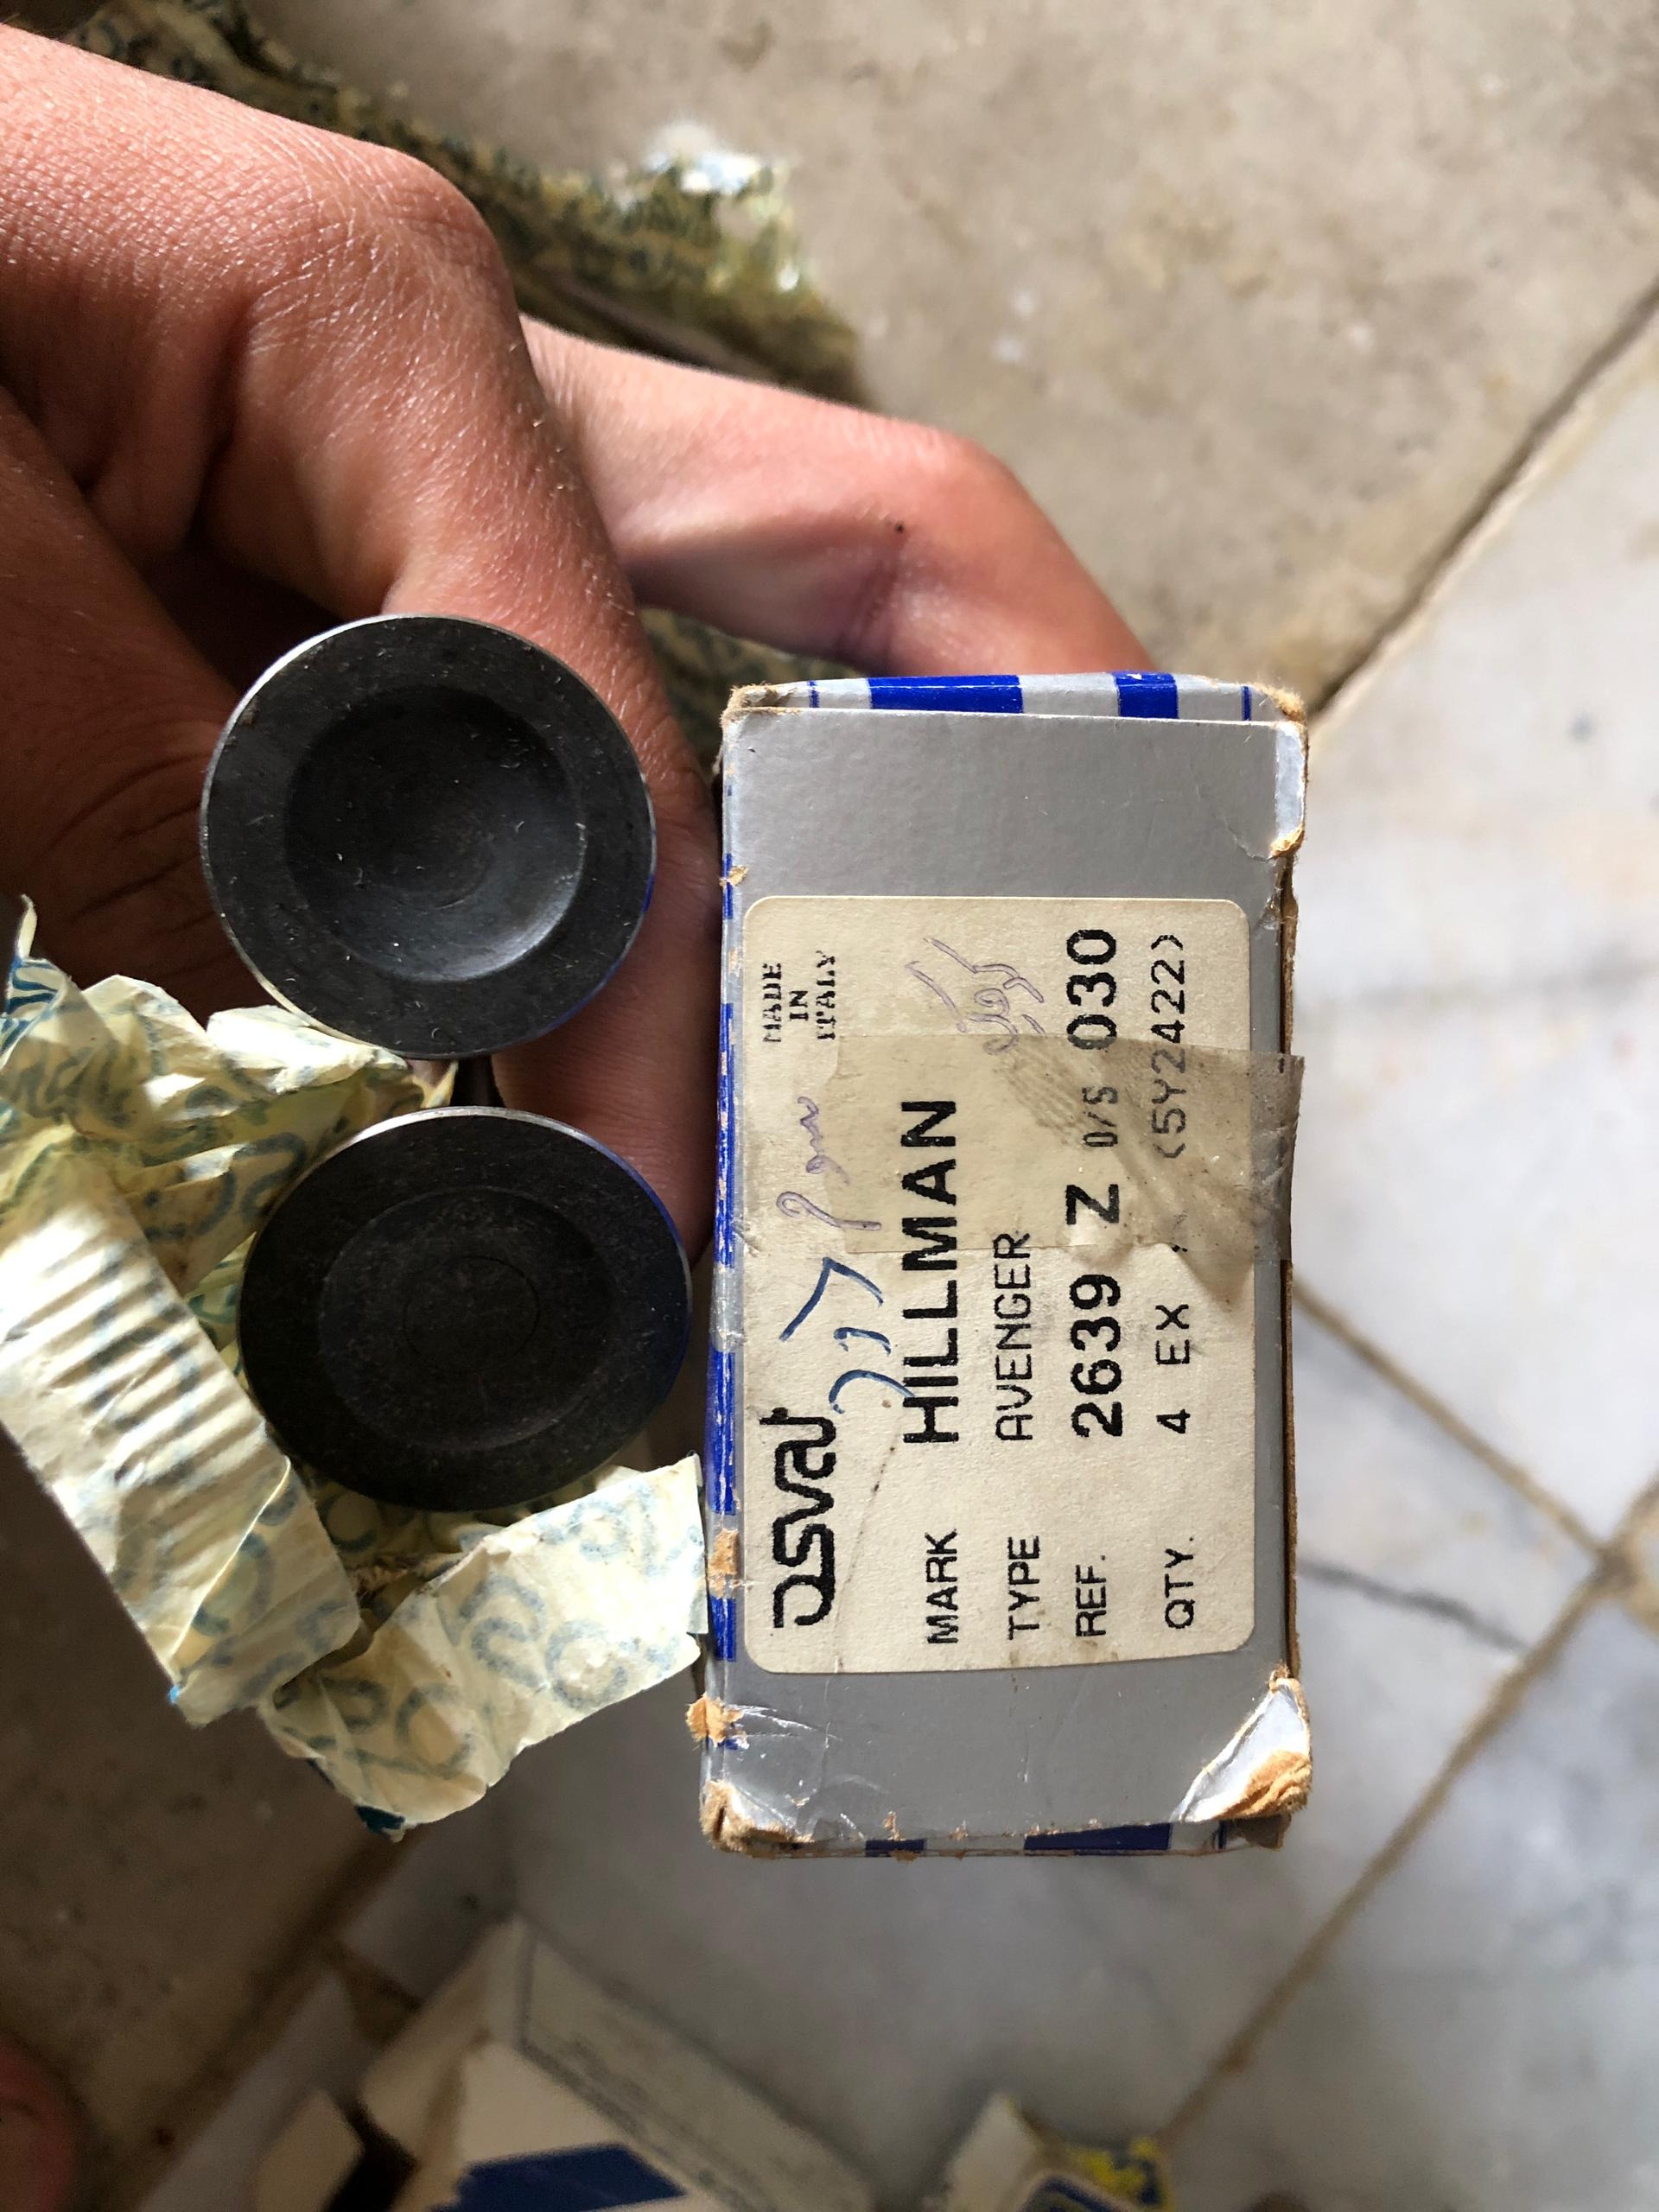 Osvat
MADE
IN
ITALY
MARK HILLMAN
TYPE AVENGER
REF. 2639 Z O/S 030
QTY. 4 EX (5Y2422)